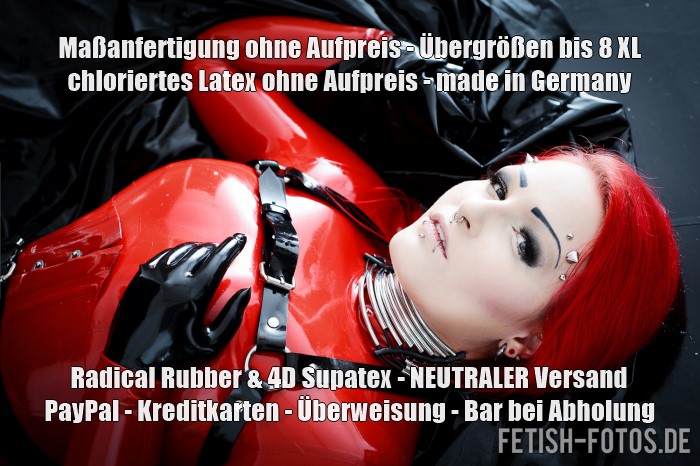 Maßanfertigung ohne Aufpreis - Übergrößen bis 8 XL
chloriertes Latex ohne Aufpreis - made in Germany
Radical Rubber & 4D Supatex - NEUTRALER Versand
PayPal - Kreditkarten - Überweisung - Bar bei Abholung
FETISH-FOTOS.DE